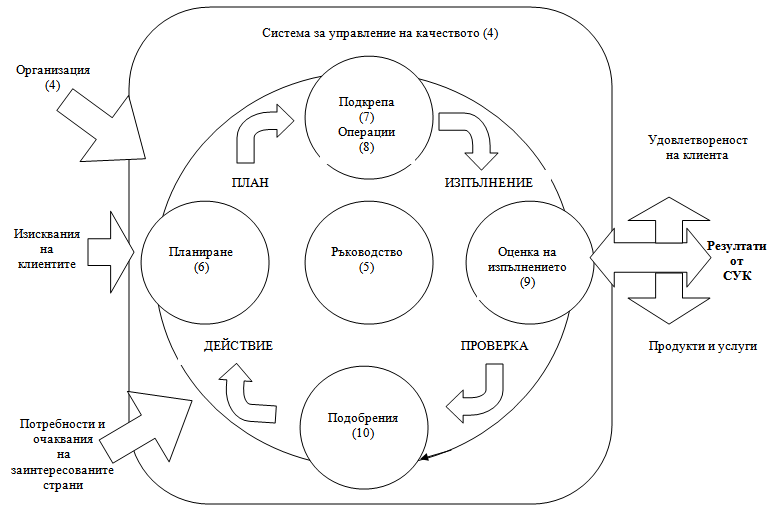 Система за управление на качеството (4)
Организация
(4)
Подкрепа
(7)
Операции
(8)
Удовлетвореност
на клиента
ПЛАН
ИЗПЪЛНЕНИЕ
Изисквания
на
клиентите
Планиране
(6)
Ръководство
(5)
Оценка на
изпълнението
(9)
Резултати
от
СУК
ДЕЙСТВИЕ
ПРОВЕРКА
Продукти и услуги
Потребности и
очаквания
на
заинтересованите
страни
Подобрения
(10)